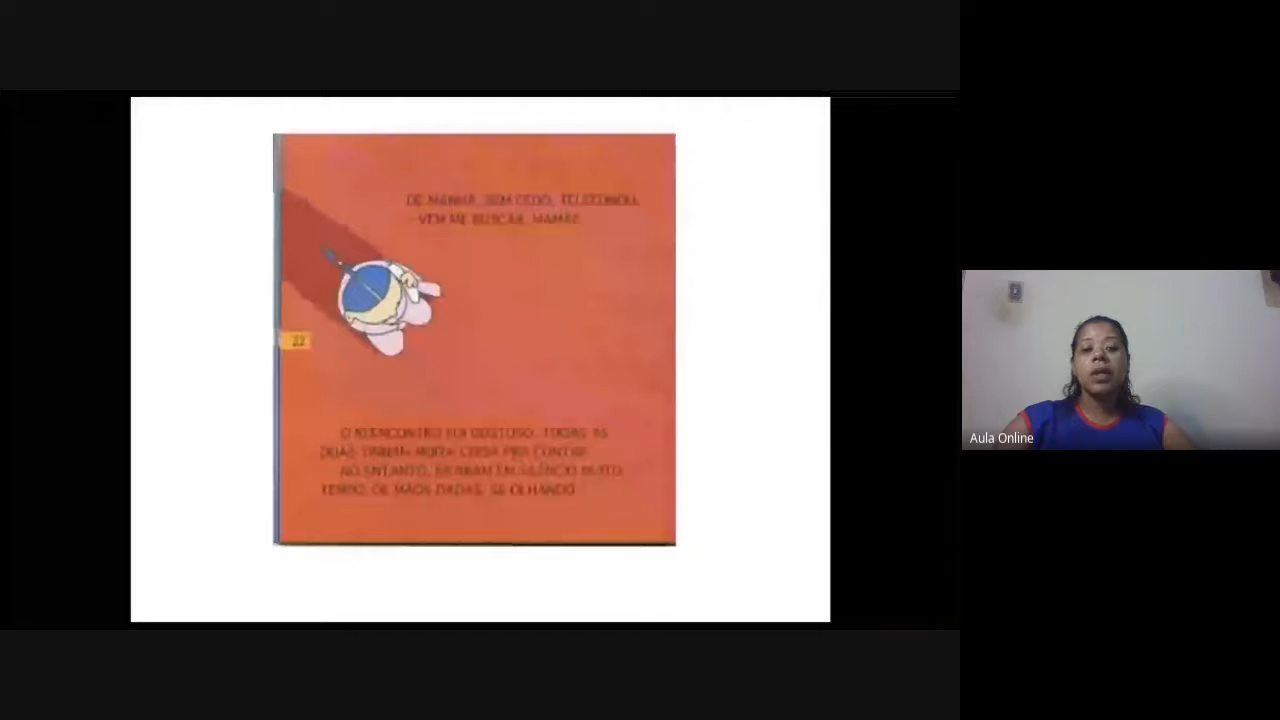 DE MANHÃ, BEM CEDO, TELEFONOU:
- VEM ME BUSCAR, MAMÃE.
22
O REENCONTRO FOI GOSTOSO. TODAS AS
DUAS TINHAM MUITA COISA PRA CONTAR.
NO ENTANTO, FICARAM EM SILÊNCIO MUITO
TEMPO, DE MÃOS DADAS, SE OLHANDO
Aula Online